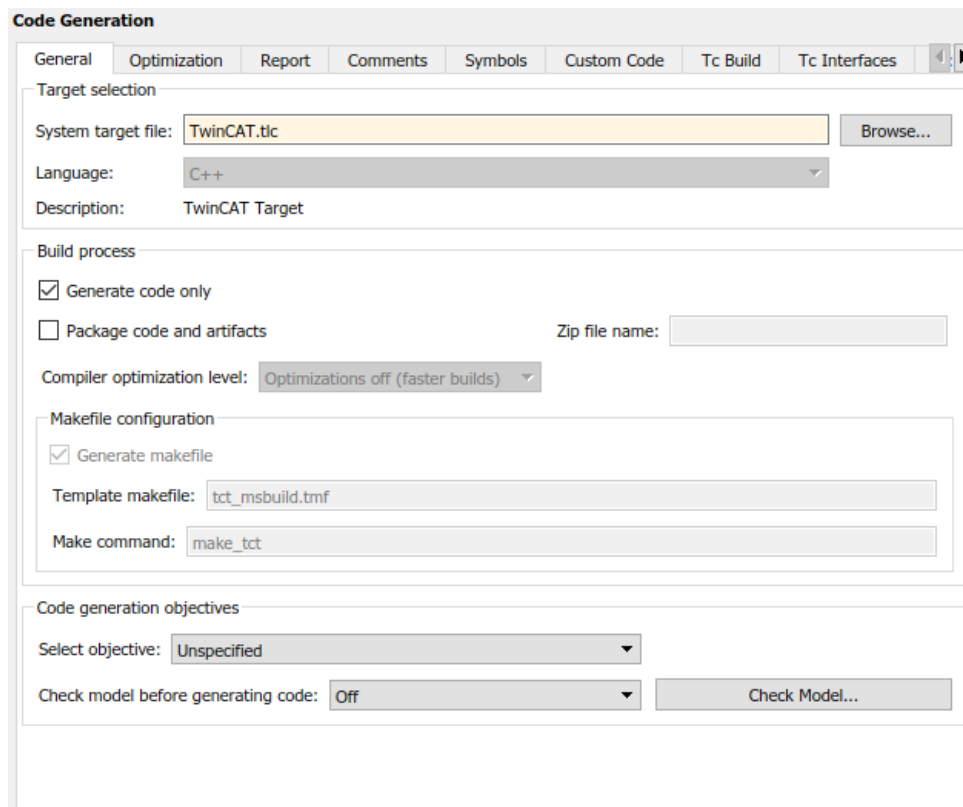 Code Generation
General Optimization Report Comments Symbols Custom Code Tc Build Tc Interfaces
Target selection
System target file: TwinCAT.tlc Browse...
Language: C++
Description: TwinCAT Target
Build process
Generate code only
Package code and artifacts Zip file name:
Compiler optimization level: Optimizations off (faster builds)
Makefile configuration
Generate makefile
Template makefile: tct_msbuild.tmf
Make command: make_tct
Code generation objectives
Select objective: Unspecified
Check model before generating code: Off Check Model...